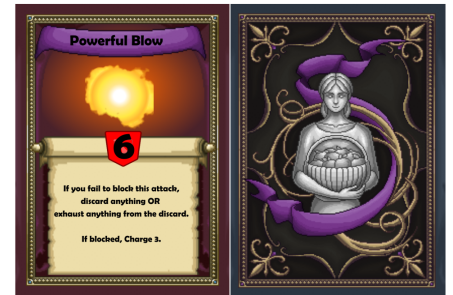 Powerful Blow
6
If you fail to block this attack,
discard anything OR
exhaust anything from the discard.
If blocked, Charge 3.